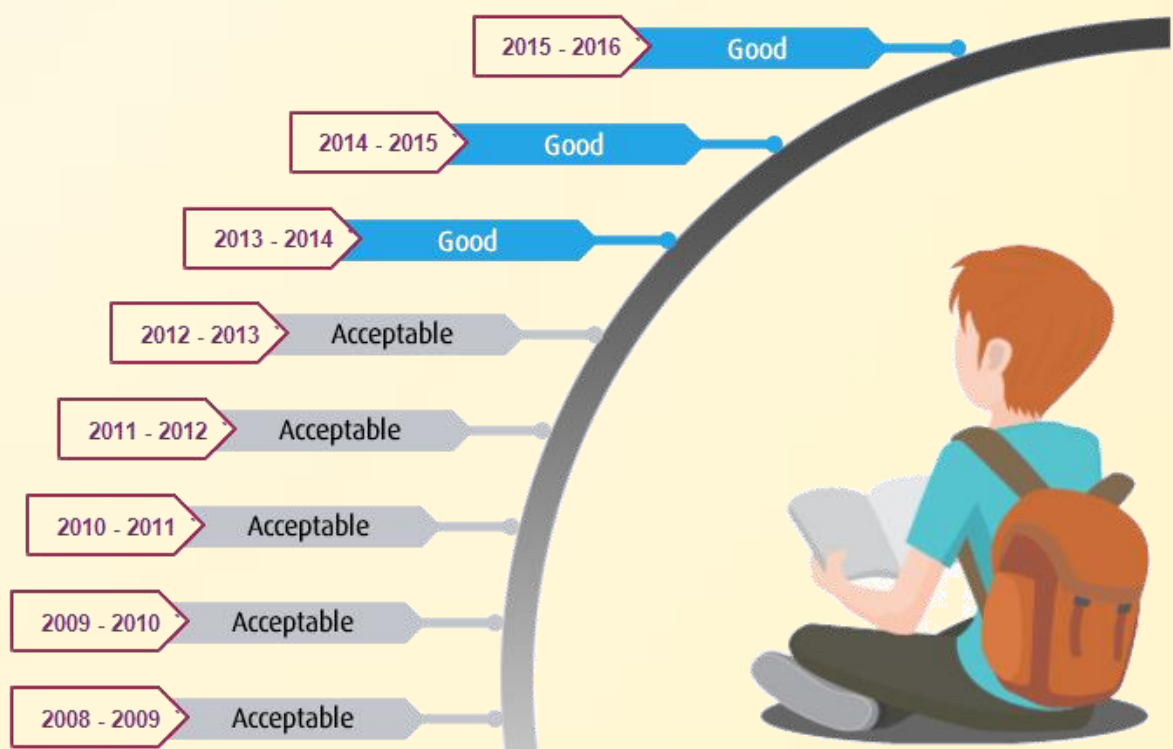 2015 - 2016 Good
2014 - 2015 Good
2013 - 2014 Good
2012 - 2013 Acceptable
2011 - 2012 Acceptable
2010 - 2011 Acceptable
2009 - 2010 Acceptable
2008 - 2009 Acceptable